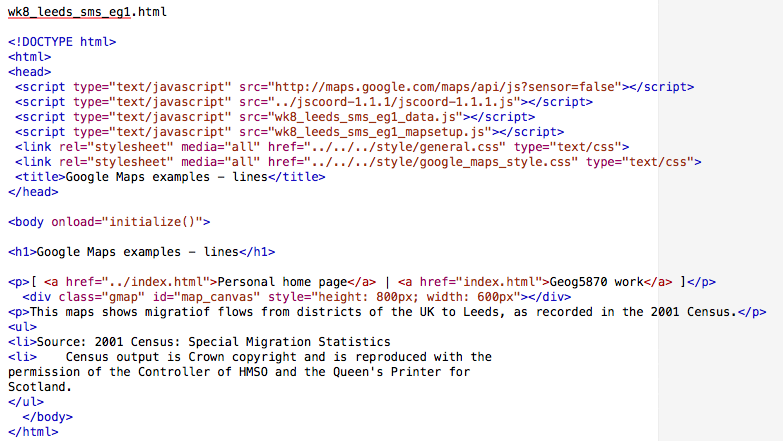 wk8_leeds_sms_eg1.html
<!DOCTYPE html>
<html>
<head>
<script type="text/javascript" src="http://maps.google.com/maps/api/js?sensor=false"></script>
<script type="text/javascript" src="../jscoord-1.1.1/jscoord-1.1.1.js"></script>
<script type="text/javascript" src="wk8_leeds_sms_eg1_data.js"></script>
<script type="text/javascript" src="wk8_leeds_sms_eg1_mapsetup.js"></script>
<link rel="stylesheet" media="all" href="../../../style/general.css" type="text/css">
<link rel="stylesheet" media="all" href="../../../style/google_maps_style.css" type="text/css">
<title>Google Maps examples – lines</title>
</head>
<body onload="initialize()">
<h1>Google Maps examples – lines</h1>
<p>[ <a href="../index.html">Personal home page</a> | <a href="index.html">Geog5870 work</a> ]</p>
<div class="gmap" id="map_canvas" style="height: 800px; width: 600px"></div>
<p>This maps shows migratiof flows from districts of the UK to Leeds, as recorded in the 2001 Census.</p>
<ul>
<li>Source: 2001 Census: Special Migration Statistics
<li>    Census output is Crown copyright and is reproduced with the
permission of the Controller of HMSO and the Queen's Printer for
Scotland.
</ul>
</body>
</html>